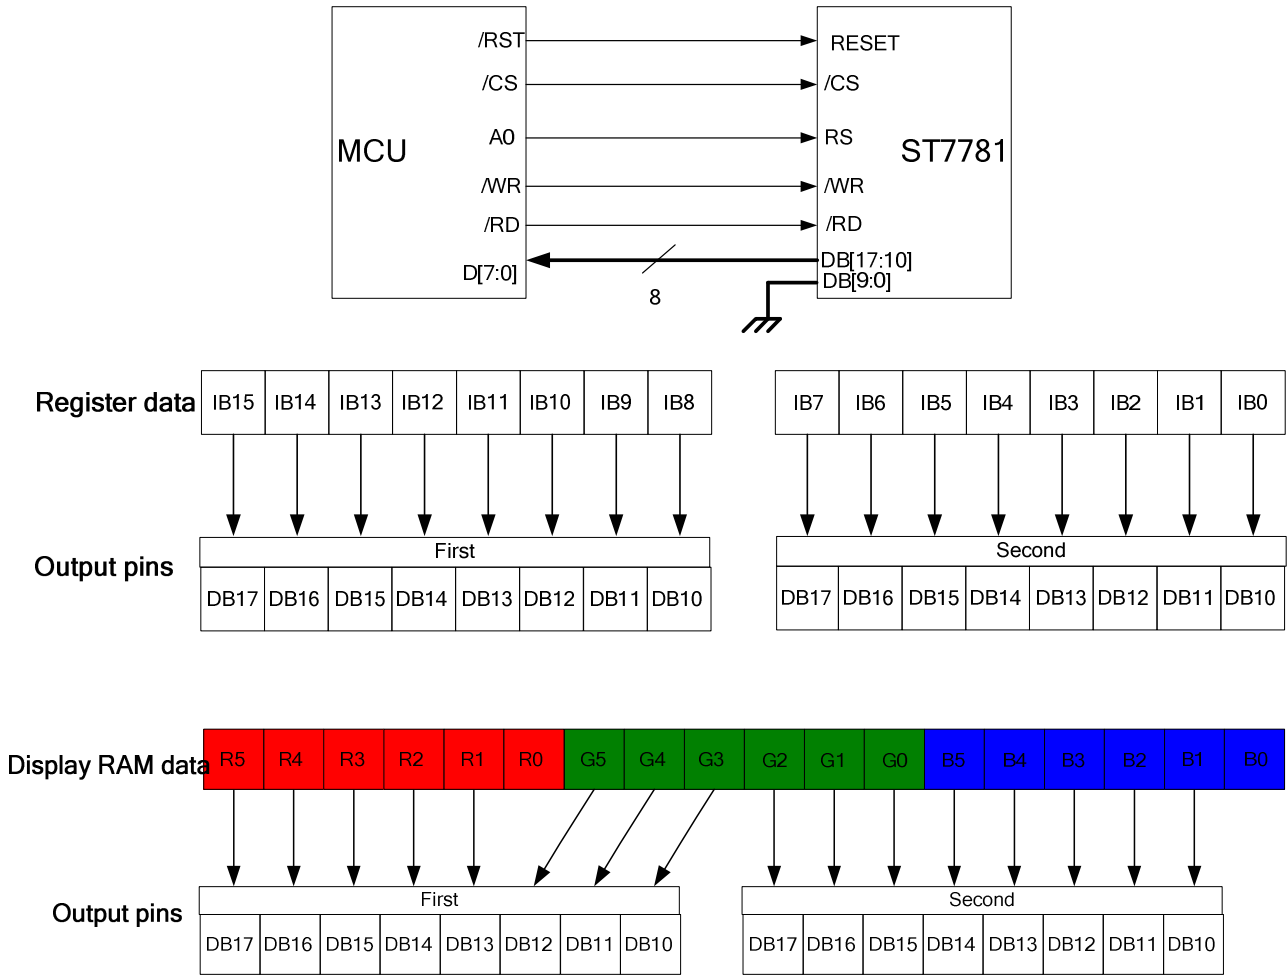 /RST RESET
/CS /CS
MCU A0 RS ST7781
/WR /WR
/RD /RD
D[7:0] DB[17:10]
DB[9:0]
8
Register data IB15 IB14 IB13 IB12 IB11 IB10 IB9 IB8 IB7 IB6 IB5 IB4 IB3 IB2 IB1 IB0
First Second
Output pins
DB17 DB16 DB15 DB14 DB13 DB12 DB11 DB10 DB17 DB16 DB15 DB14 DB13 DB12 DB11 DB10
Display RAM data R5 R4 R3 R2 R1 R0 G5 G4 G3 G2 G1 G0 B5 B4 B3 B2 B1 B0
First Second
Output pins
DB17 DB16 DB15 DB14 DB13 DB12 DB11 DB10 DB17 DB16 DB15 DB14 DB13 DB12 DB11 DB10